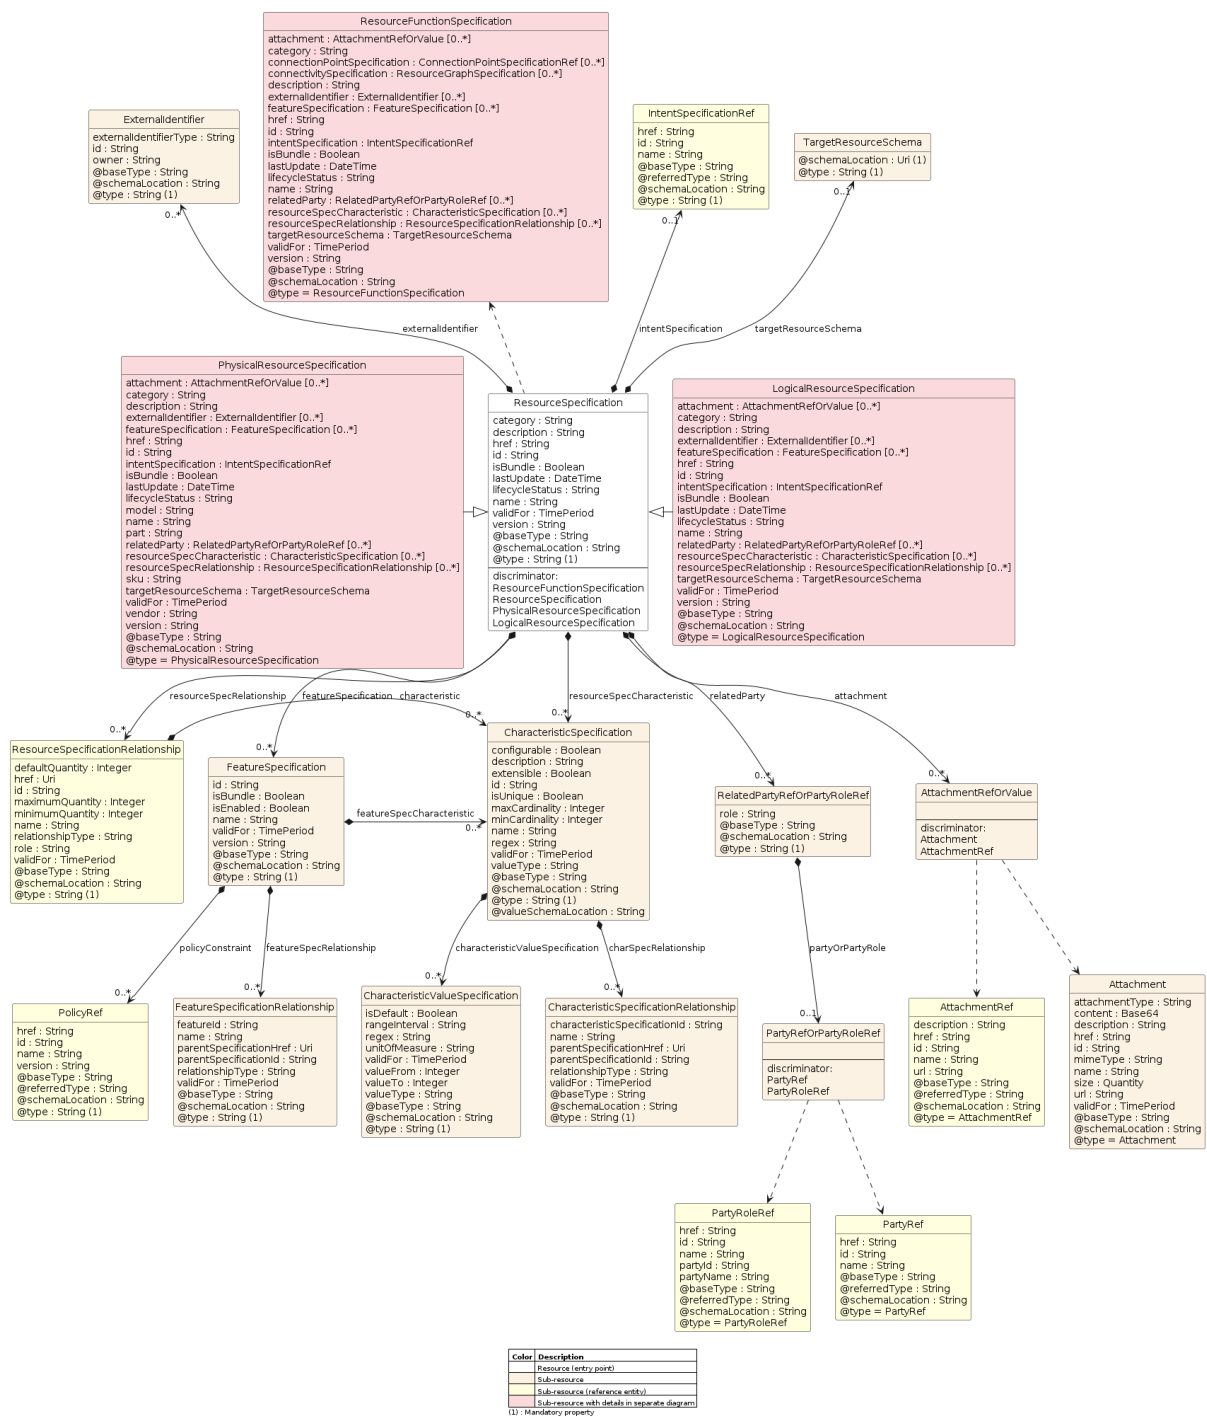 ResourceFunctionSpecification
attachment : AttachmentRefOrValue [0..*]
category : String
connectionPointSpecification : ConnectionPointSpecificationRef [0..*]
connectivitySpecification : ResourceGraphSpecification [0..*]
description : String
externalIdentifier : ExternalIdentifier [0..*]
featureSpecification : FeatureSpecification [0..*]
href : String
id : String
intentSpecification : IntentSpecificationRef
isBundle : Boolean
lastUpdate : DateTime
lifecycleStatus : String
name : String
relatedParty : RelatedPartyRefOrPartyRoleRef [0..*]
resourceSpecCharacteristic : CharacteristicSpecification [0..*]
resourceSpecRelationship : ResourceSpecificationRelationship [0..*]
targetResourceSchema : TargetResourceSchema
validFor : TimePeriod
version : String
@baseType : String
@schemaLocation : String
@type = ResourceFunctionSpecification
ExternalIdentifier
externalIdentifierType : String
id : String
owner : String
@baseType : String
@schemaLocation : String
@type : String (1)
IntentSpecificationRef
href : String
id : String
name : String
@baseType : String
@referredType : String
@schemaLocation : String
@type : String (1)
TargetResourceSchema
@schemaLocation : Uri (1)
@type : String (1)
0..*
0..1
0..1
externalIdentifier
intentSpecification
targetResourceSchema
PhysicalResourceSpecification
attachment : AttachmentRefOrValue [0..*]
category : String
description : String
externalIdentifier : ExternalIdentifier [0..*]
featureSpecification : FeatureSpecification [0..*]
href : String
id : String
intentSpecification : IntentSpecificationRef
isBundle : Boolean
lastUpdate : DateTime
lifecycleStatus : String
model : String
name : String
part : String
relatedParty : RelatedPartyRefOrPartyRoleRef [0..*]
resourceSpecCharacteristic : CharacteristicSpecification [0..*]
resourceSpecRelationship : ResourceSpecificationRelationship [0..*]
sku : String
targetResourceSchema : TargetResourceSchema
validFor : TimePeriod
vendor : String
version : String
@baseType : String
@schemaLocation : String
@type = PhysicalResourceSpecification
ResourceSpecification
category : String
description : String
href : String
id : String
isBundle : Boolean
lastUpdate : DateTime
lifecycleStatus : String
name : String
validFor : TimePeriod
version : String
@baseType : String
@schemaLocation : String
@type : String (1)
discriminator:
ResourceFunctionSpecification
ResourceSpecification
PhysicalResourceSpecification
LogicalResourceSpecification
LogicalResourceSpecification
attachment : AttachmentRefOrValue [0..*]
category : String
description : String
externalIdentifier : ExternalIdentifier [0..*]
featureSpecification : FeatureSpecification [0..*]
href : String
id : String
intentSpecification : IntentSpecificationRef
isBundle : Boolean
lastUpdate : DateTime
lifecycleStatus : String
name : String
relatedParty : RelatedPartyRefOrPartyRoleRef [0..*]
resourceSpecCharacteristic : CharacteristicSpecification [0..*]
resourceSpecRelationship : ResourceSpecificationRelationship [0..*]
targetResourceSchema : TargetResourceSchema
validFor : TimePeriod
version : String
@baseType : String
@schemaLocation : String
@type = LogicalResourceSpecification
resourceSpecRelationship
featureSpecification
characteristic
resourceSpecCharacteristic
relatedParty
attachment
0..*
0..*
0..*
0..*
0..*
0..*
ResourceSpecificationRelationship
defaultQuantity : Integer
href : Uri
id : String
maximumQuantity : Integer
minimumQuantity : Integer
name : String
relationshipType : String
role : String
validFor : TimePeriod
@baseType : String
@schemaLocation : String
@type : String (1)
FeatureSpecification
id : String
isBundle : Boolean
isEnabled : Boolean
name : String
validFor : TimePeriod
version : String
@baseType : String
@schemaLocation : String
@type : String (1)
featureSpecCharacteristic
0..*
CharacteristicSpecification
configurable : Boolean
description : String
extensible : Boolean
id : String
isUnique : Boolean
maxCardinality : Integer
minCardinality : Integer
name : String
regex : String
validFor : TimePeriod
valueType : String
@baseType : String
@schemaLocation : String
@type : String (1)
@valueSchemaLocation : String
RelatedPartyRefOrPartyRoleRef
role : String
@baseType : String
@schemaLocation : String
@type : String (1)
AttachmentRefOrValue
discriminator:
Attachment
AttachmentRef
policyConstraint
featureSpecRelationship
characteristicValueSpecification
charSpecRelationship
partyOrPartyRole
0..*
0..*
0..*
0..*
0..1
PolicyRef
href : String
id : String
name : String
version : String
@baseType : String
@referredType : String
@schemaLocation : String
@type : String (1)
FeatureSpecificationRelationship
featureId : String
name : String
parentSpecificationHref : Uri
parentSpecificationId : String
relationshipType : String
validFor : TimePeriod
@baseType : String
@schemaLocation : String
@type : String (1)
CharacteristicValueSpecification
isDefault : Boolean
rangeInterval : String
regex : String
unitOfMeasure : String
validFor : TimePeriod
valueFrom : Integer
valueTo : Integer
valueType : String
@baseType : String
@schemaLocation : String
@type : String (1)
CharacteristicSpecificationRelationship
characteristicSpecificationId : String
name : String
parentSpecificationHref : Uri
parentSpecificationId : String
relationshipType : String
validFor : TimePeriod
@baseType : String
@schemaLocation : String
@type : String (1)
PartyRefOrPartyRoleRef
discriminator:
PartyRef
PartyRoleRef
AttachmentRef
description : String
href : String
id : String
name : String
url : String
@baseType : String
@referredType : String
@schemaLocation : String
@type = AttachmentRef
Attachment
attachmentType : String
content : Base64
description : String
href : String
id : String
mimeType : String
name : String
size : Quantity
url : String
validFor : TimePeriod
@baseType : String
@schemaLocation : String
@type = Attachment
PartyRoleRef
href : String
id : String
name : String
partyId : String
partyName : String
@baseType : String
@referredType : String
@schemaLocation : String
@type = PartyRoleRef
PartyRef
href : String
id : String
name : String
@baseType : String
@referredType : String
@schemaLocation : String
@type = PartyRef
Color Description
Resource (entry point)
Sub-resource
Sub-resource (reference entity)
Sub-resource with details in separate diagram
(1) : Mandatory property